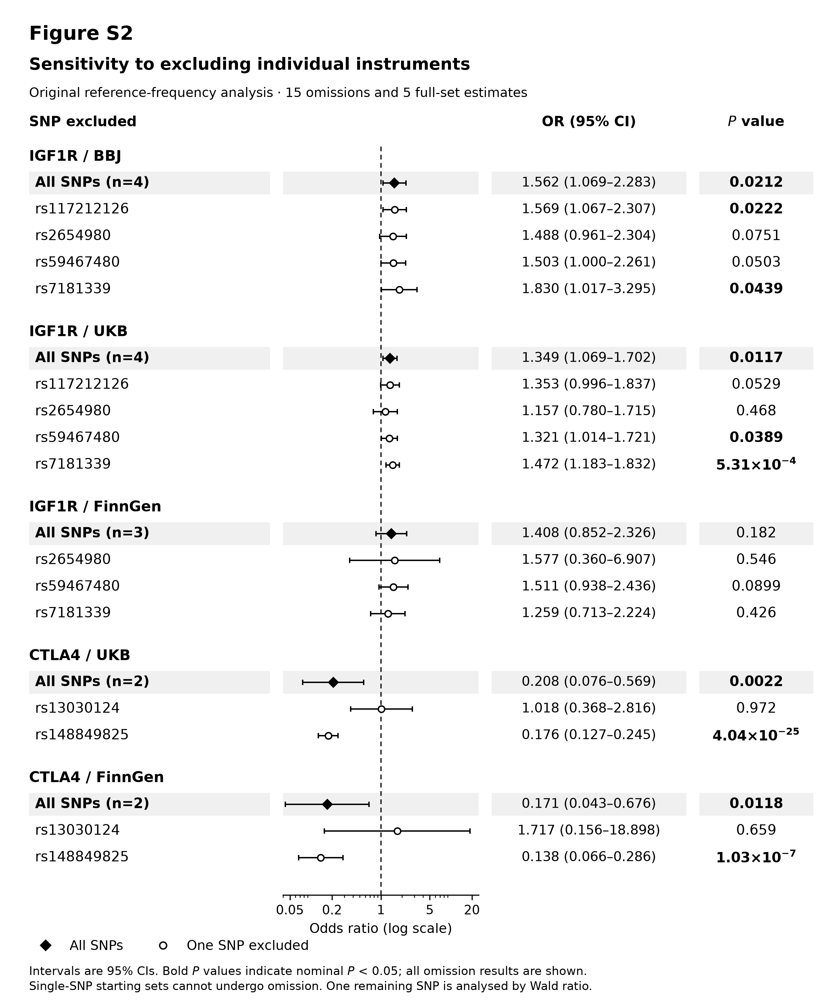 Figure S2
Sensitivity to excluding individual instruments
Original reference-frequency analysis · 15 omissions and 5 full-set estimates
SNP excluded OR (95% CI) P value
IGF1R / BBJ
All SNPs (n=4) 1.562 (1.069–2.283) 0.0212
rs117212126 1.569 (1.067–2.307) 0.0222
rs2654980 1.488 (0.961–2.304) 0.0751
rs59467480 1.503 (1.000–2.261) 0.0503
rs7181339 1.830 (1.017–3.295) 0.0439
IGF1R / UKB
All SNPs (n=4) 1.349 (1.069–1.702) 0.0117
rs117212126 1.353 (0.996–1.837) 0.0529
rs2654980 1.157 (0.780–1.715) 0.468
rs59467480 1.321 (1.014–1.721) 0.0389
rs7181339 1.472 (1.183–1.832) 5.31×10⁻⁴
IGF1R / FinnGen
All SNPs (n=3) 1.408 (0.852–2.326) 0.182
rs2654980 1.577 (0.360–6.907) 0.546
rs59467480 1.511 (0.938–2.436) 0.0899
rs7181339 1.259 (0.713–2.224) 0.426
CTLA4 / UKB
All SNPs (n=2) 0.208 (0.076–0.569) 0.0022
rs13030124 1.018 (0.368–2.816) 0.972
rs148849825 0.176 (0.127–0.245) 4.04×10⁻²⁵
CTLA4 / FinnGen
All SNPs (n=2) 0.171 (0.043–0.676) 0.0118
rs13030124 1.717 (0.156–18.898) 0.659
rs148849825 0.138 (0.066–0.286) 1.03×10⁻⁷
0.05 0.2 1 5 20
Odds ratio (log scale)
All SNPs One SNP excluded
Intervals are 95% CIs. Bold P values indicate nominal P < 0.05; all omission results are shown.
Single-SNP starting sets cannot undergo omission. One remaining SNP is analysed by Wald ratio.